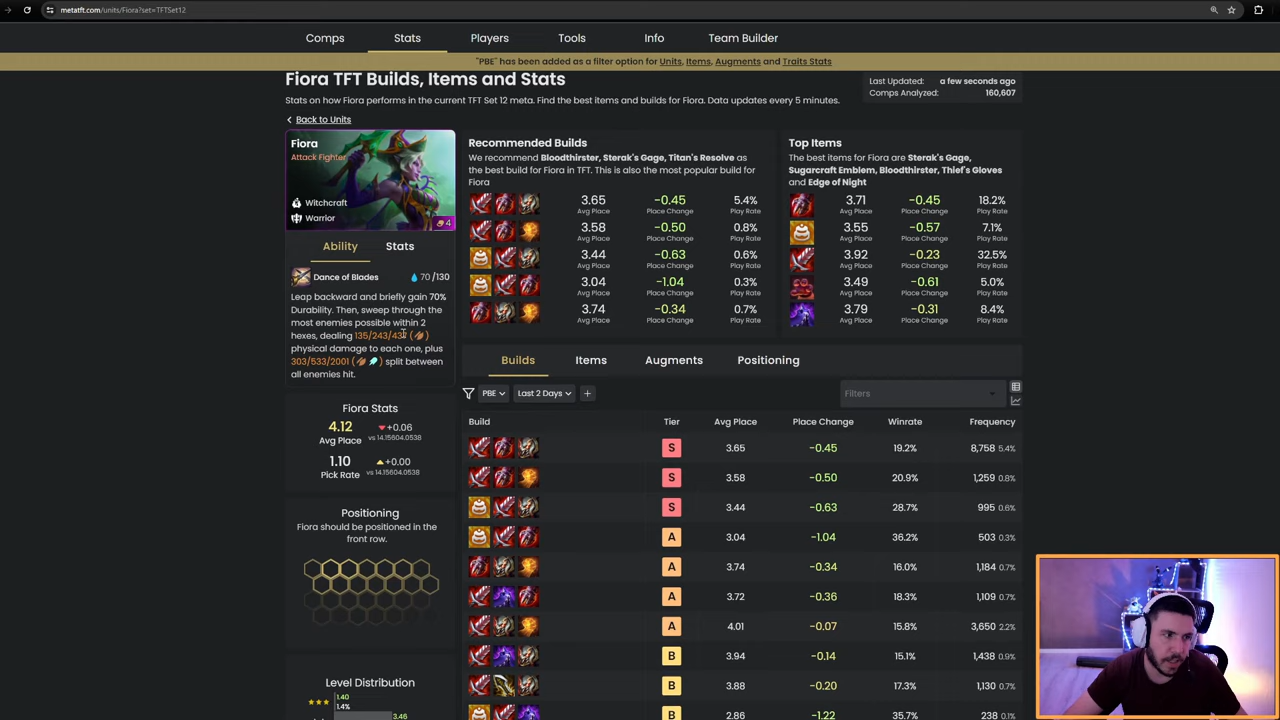 metatft.com/units/Fiora?set=TFTSet12
Comps Stats Players Tools Info Team Builder
"PBE" has been added as a filter option for Units, Items, Augments and Traits Stats
Fiora TFT Builds, Items and Stats
Last Updated: a few seconds ago
Comps Analyzed: 160,607
Stats on how Fiora performs in the current TFT Set 12 meta. Find the best items and builds for Fiora. Data updates every 5 minutes.
Back to Units
Fiora
Attack Fighter
Witchcraft
Warrior
4
Ability Stats
Dance of Blades 70/130
Leap backward and briefly gain 70%
Durability. Then, sweep through the
most enemies possible within 2
hexes, dealing 135/243/43
physical damage to each one, plus
303/533/2001 ( ) split between
all enemies hit.
Fiora Stats
4.12 +0.06
Avg Place vs 14.15604.0538
1.10 +0.00
Pick Rate vs 14.15604.0538
Positioning
Fiora should be positioned in the
front row.
Level Distribution
1.40
1.4%
3.46
Recommended Builds
We recommend Bloodthirster, Sterak's Gage, Titan's Resolve as
the best build for Fiora in TFT. This is also the most popular build for
Fiora
3.65 -0.45 5.4%
Avg Place Place Change Play Rate
3.58 -0.50 0.8%
Avg Place Place Change Play Rate
3.44 -0.63 0.6%
Avg Place Place Change Play Rate
3.04 -1.04 0.3%
Avg Place Place Change Play Rate
3.74 -0.34 0.7%
Avg Place Place Change Play Rate
Top Items
The best items for Fiora are Sterak's Gage,
Sugarcraft Emblem, Bloodthirster, Thief's Gloves
and Edge of Night
3.71 -0.45 18.2%
Avg Place Place Change Play Rate
3.55 -0.57 7.1%
Avg Place Place Change Play Rate
3.92 -0.23 32.5%
Avg Place Place Change Play Rate
3.49 -0.61 5.0%
Avg Place Place Change Play Rate
3.79 -0.31 8.4%
Avg Place Place Change Play Rate
Builds Items Augments Positioning
PBE Last 2 Days + Filters
Build Tier Avg Place Place Change Winrate Frequency
S 3.65 -0.45 19.2% 8,758 5.4%
S 3.58 -0.50 20.9% 1,259 0.8%
S 3.44 -0.63 28.7% 995 0.6%
A 3.04 -1.04 36.2% 503 0.3%
A 3.74 -0.34 16.0% 1,184 0.7%
A 3.72 -0.36 18.3% 1,109 0.7%
A 4.01 -0.07 15.8% 3,650 2.2%
B 3.94 -0.14 15.1% 1,438 0.9%
B 3.88 -0.20 17.3% 1,130 0.7%
B 2.86 -1.22 35.7% 238 0.1%